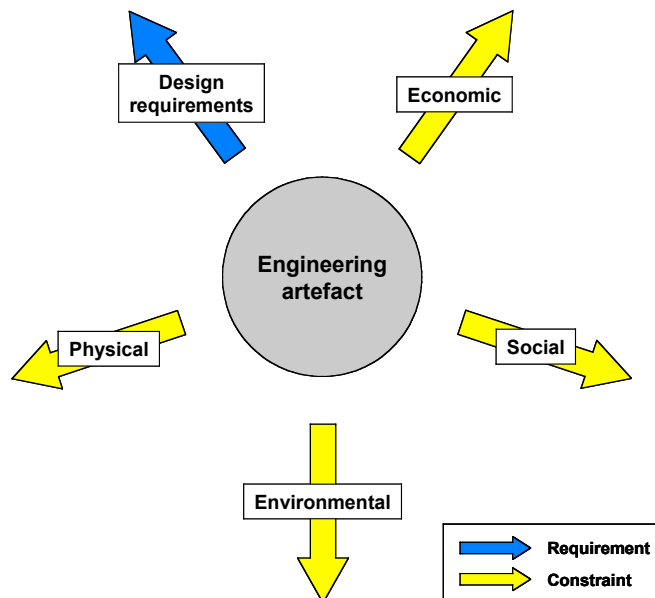 Design
requirements
Economic
Engineering
artefact
Physical
Social
Environmental
Requirement
Constraint